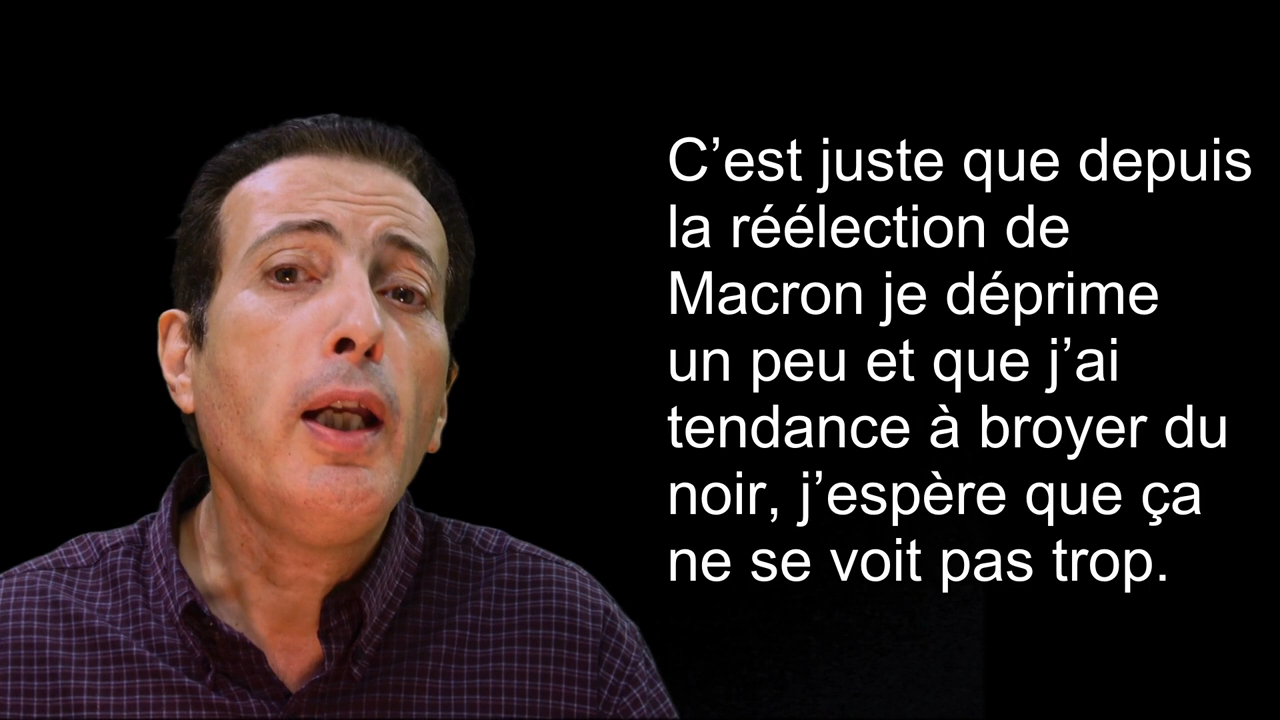 C’est juste que depuis
la réélection de
Macron je déprime
un peu et que j’ai
tendance à broyer du
noir, j’espère que ça
ne se voit pas trop.